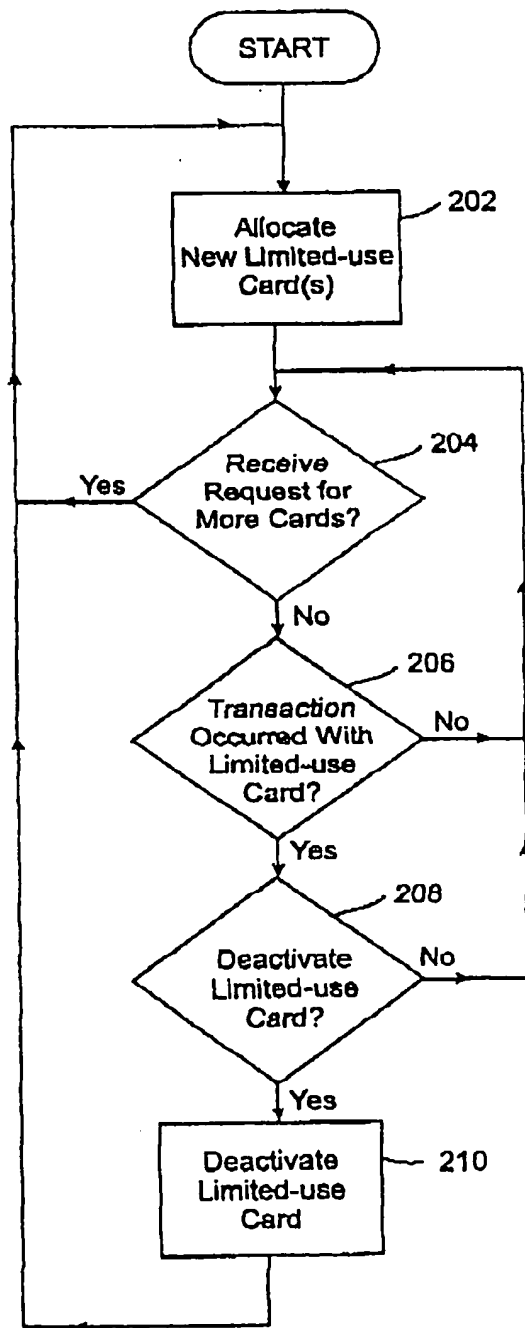 START
202
Allocate
New Limited-use
Card(s)
204
Receive
Request for
More Cards?
Yes
No
206
Transaction
Occurred With
Limited-use
Card?
No
Yes
208
Deactivate
Limited-use
Card?
No
Yes
210
Deactivate
Limited-use
Card